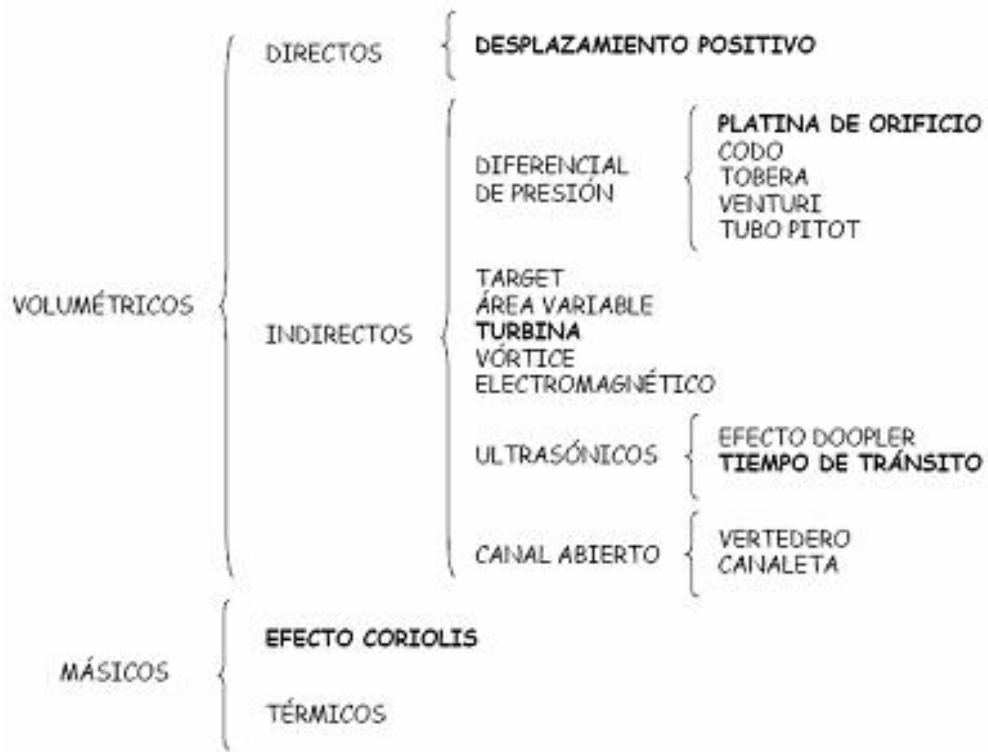 VOLUMÉTRICOS
DIRECTOS
DESPLAZAMIENTO POSITIVO
INDIRECTOS
DIFERENCIAL
DE PRESIÓN
PLATINA DE ORIFICIO
CODO
TOBERA
VENTURI
TUBO PITOT
TARGET
ÁREA VARIABLE
TURBINA
VÓRTICE
ELECTROMAGNÉTICO
ULTRASÓNICOS
EFECTO DOOPLER
TIEMPO DE TRÁNSITO
CANAL ABIERTO
VERTEDERO
CANALETA
MÁSICOS
EFECTO CORIOLIS
TÉRMICOS